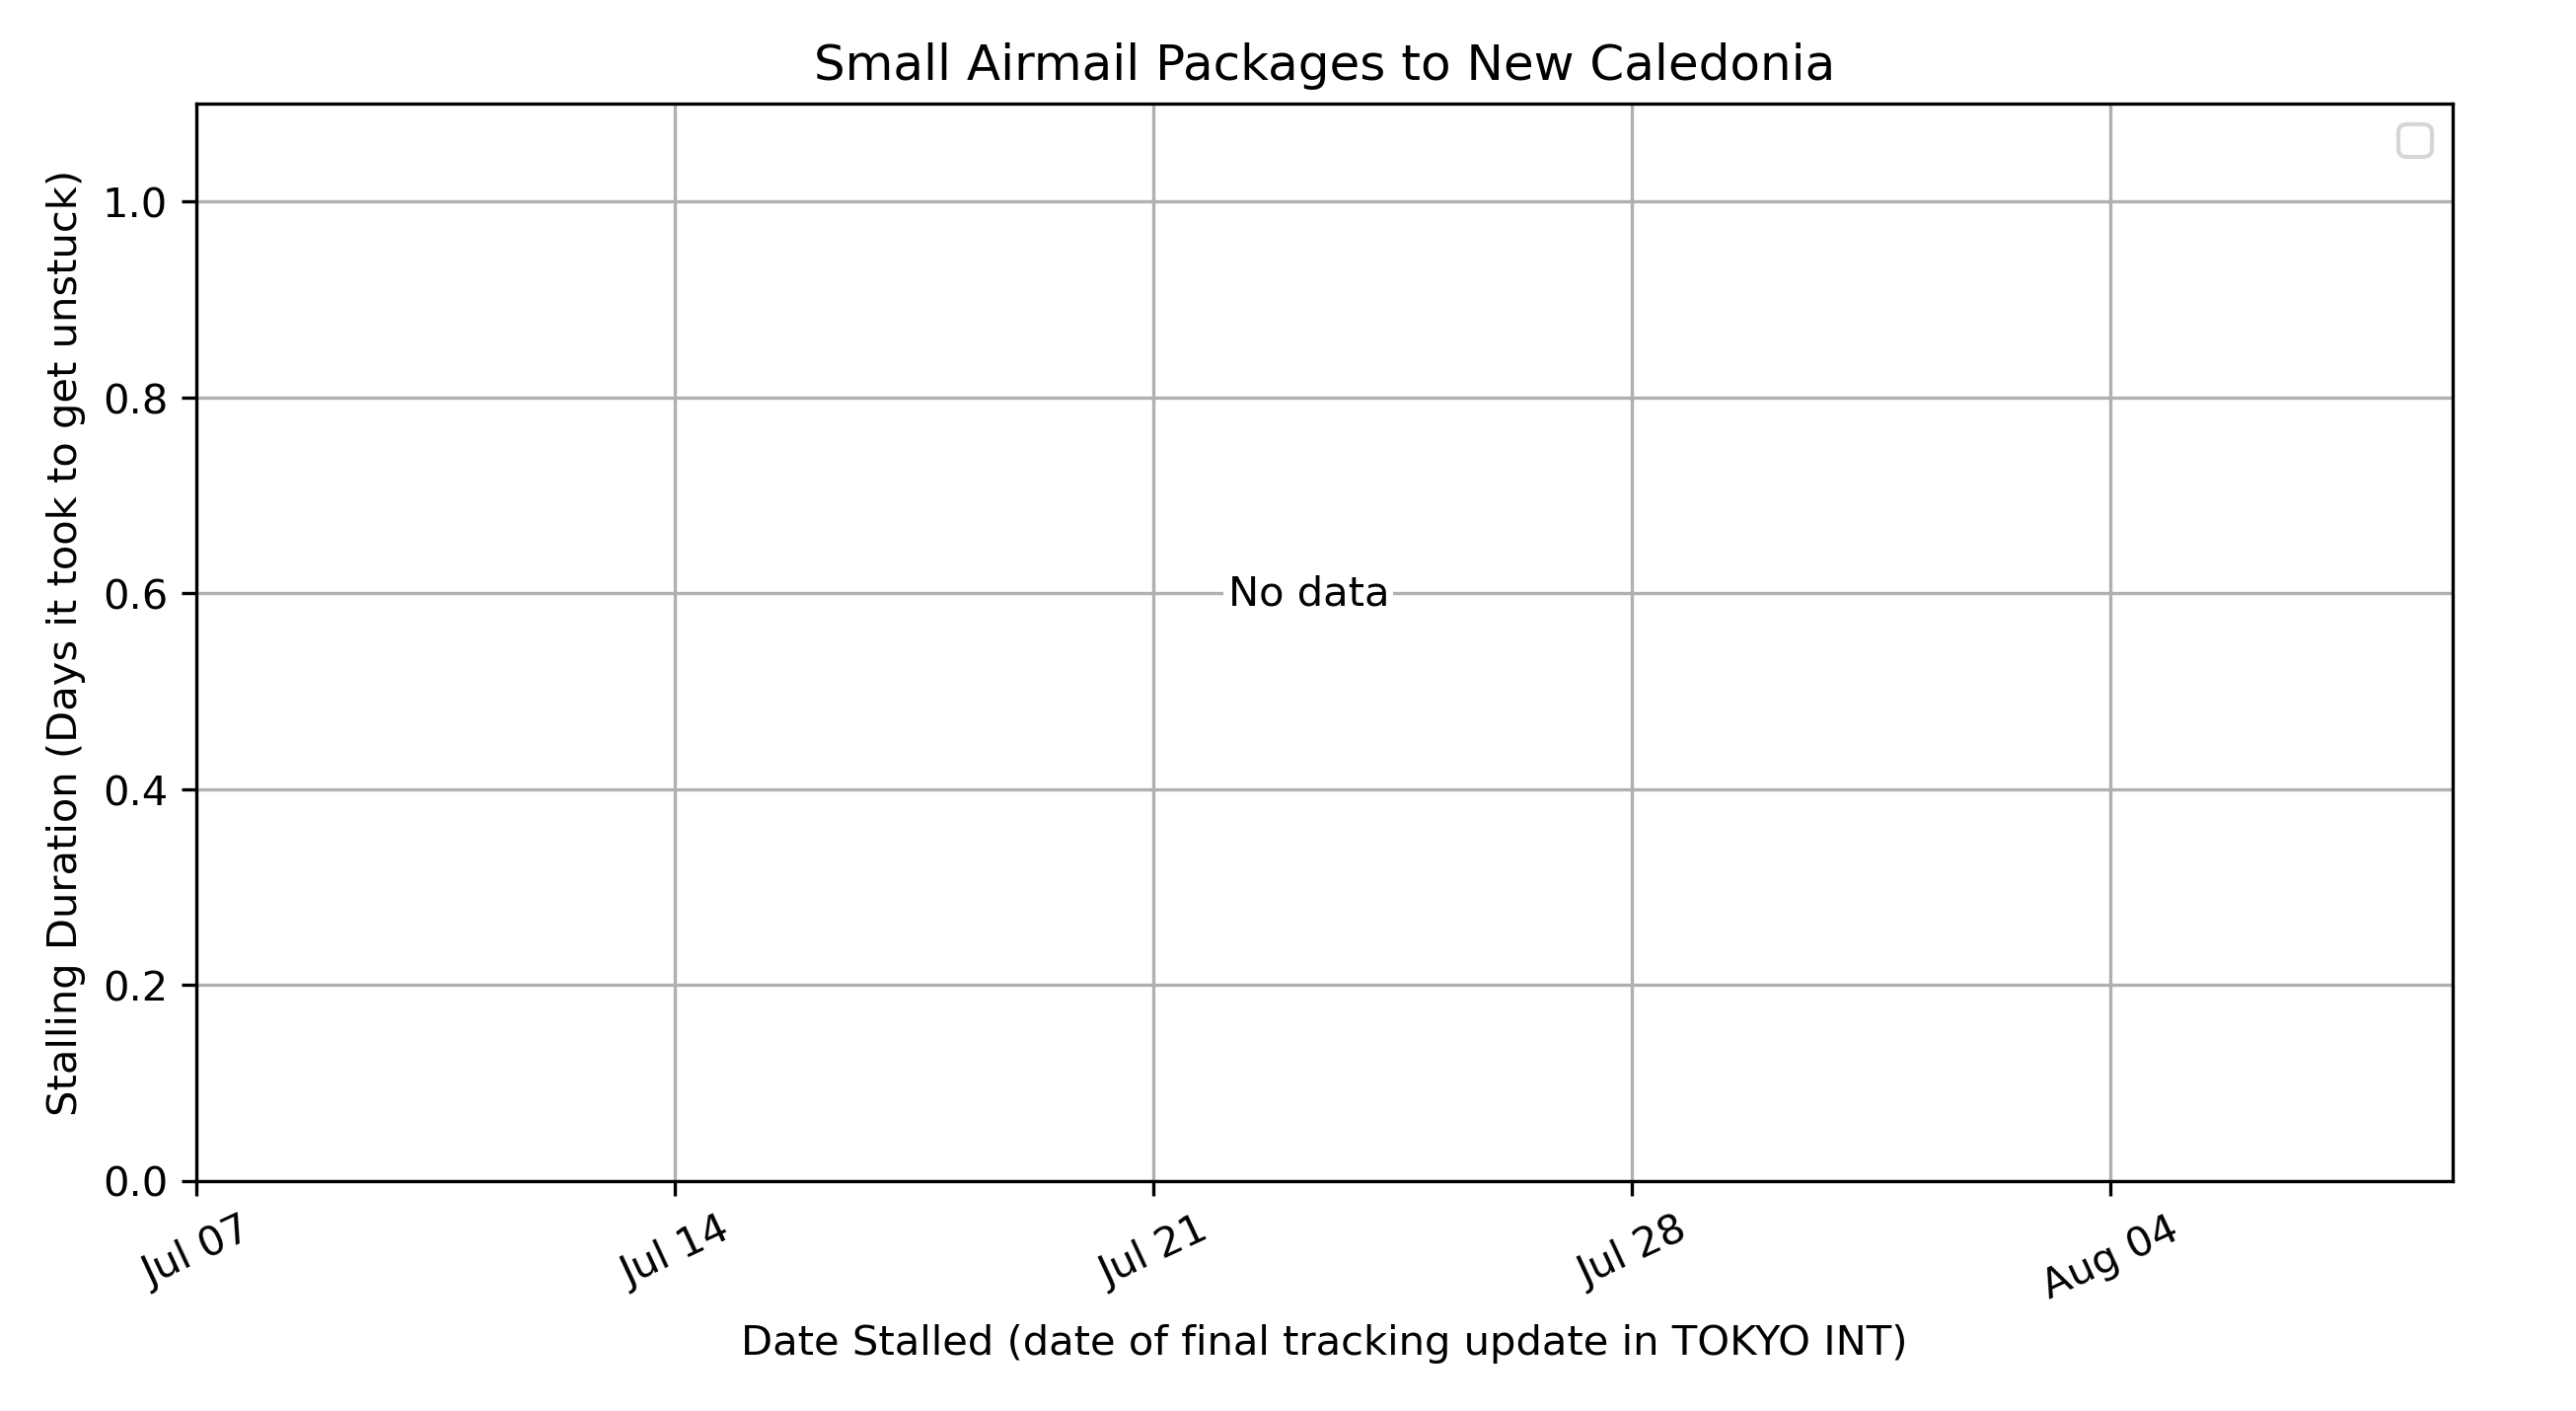 Small Airmail Packages to New Caledonia
Stalling Duration (Days it took to get unstuck)
1.0
0.8
0.6
0.4
0.2
0.0
No data
Jul 07
Jul 14
Jul 21
Jul 28
Aug 04
Date Stalled (date of final tracking update in TOKYO INT)